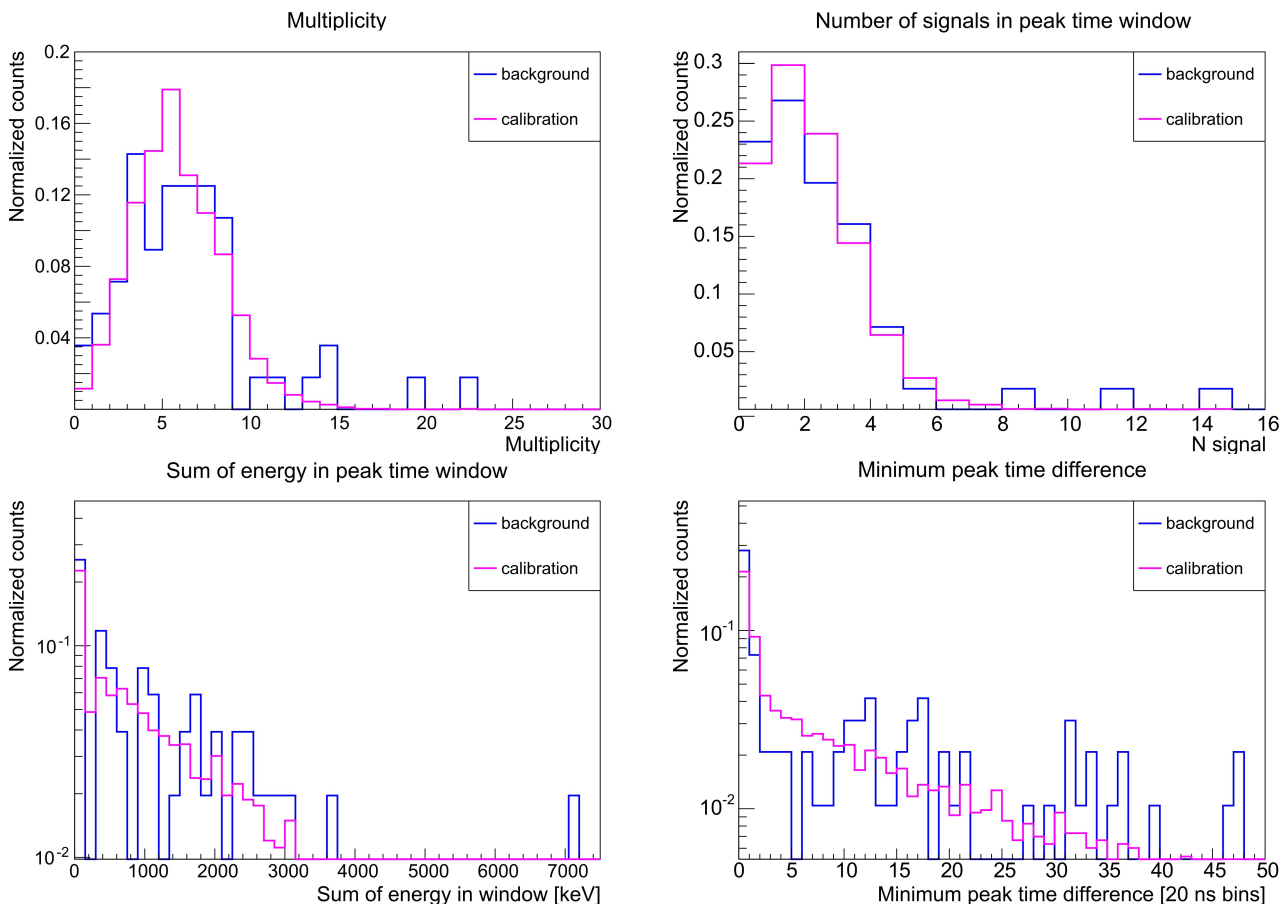 Multiplicity
Normalized counts
0.2
0.16
0.12
0.08
0.04
background
calibration
0 5 10 15 20 25 30
Multiplicity
Number of signals in peak time window
Normalized counts
0.3
0.25
0.2
0.15
0.1
0.05
background
calibration
0 2 4 6 8 10 12 14 16
N signal
Sum of energy in peak time window
Normalized counts
10-1
10-2
background
calibration
0 1000 2000 3000 4000 5000 6000 7000
Sum of energy in window [keV]
Minimum peak time difference
Normalized counts
10-1
10-2
background
calibration
0 5 10 15 20 25 30 35 40 45 50
Minimum peak time difference [20 ns bins]